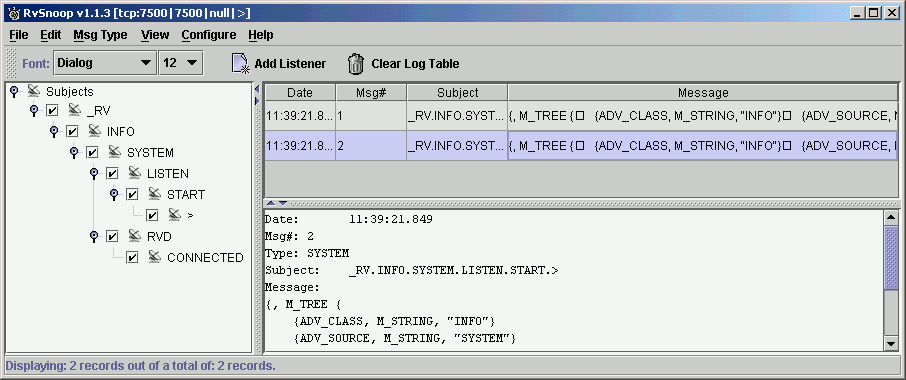 RvSnoop v1.1.3 [tcp:7500|7500|null|>]
File Edit Msg Type View Configure Help
Font: Dialog 12 Add Listener Clear Log Table
Subjects
_RV
INFO
SYSTEM
LISTEN
START
>
RVD
CONNECTED
Date Msg# Subject Message
11:39:21.8... 1 _RV.INFO.SYST... {, M_TREE {□ {ADV_CLASS, M_STRING, "INFO"}□ {ADV_SOURCE, M
11:39:21.8... 2 _RV.INFO.SYST... {, M_TREE {□ {ADV_CLASS, M_STRING, "INFO"}□ {ADV_SOURCE, M
Date: 11:39:21.849
Msg#: 2
Type: SYSTEM
Subject: _RV.INFO.SYSTEM.LISTEN.START.>
Message:
{, M_TREE {
{ADV_CLASS, M_STRING, "INFO"}
{ADV_SOURCE, M_STRING, "SYSTEM"}
Displaying: 2 records out of a total of: 2 records.